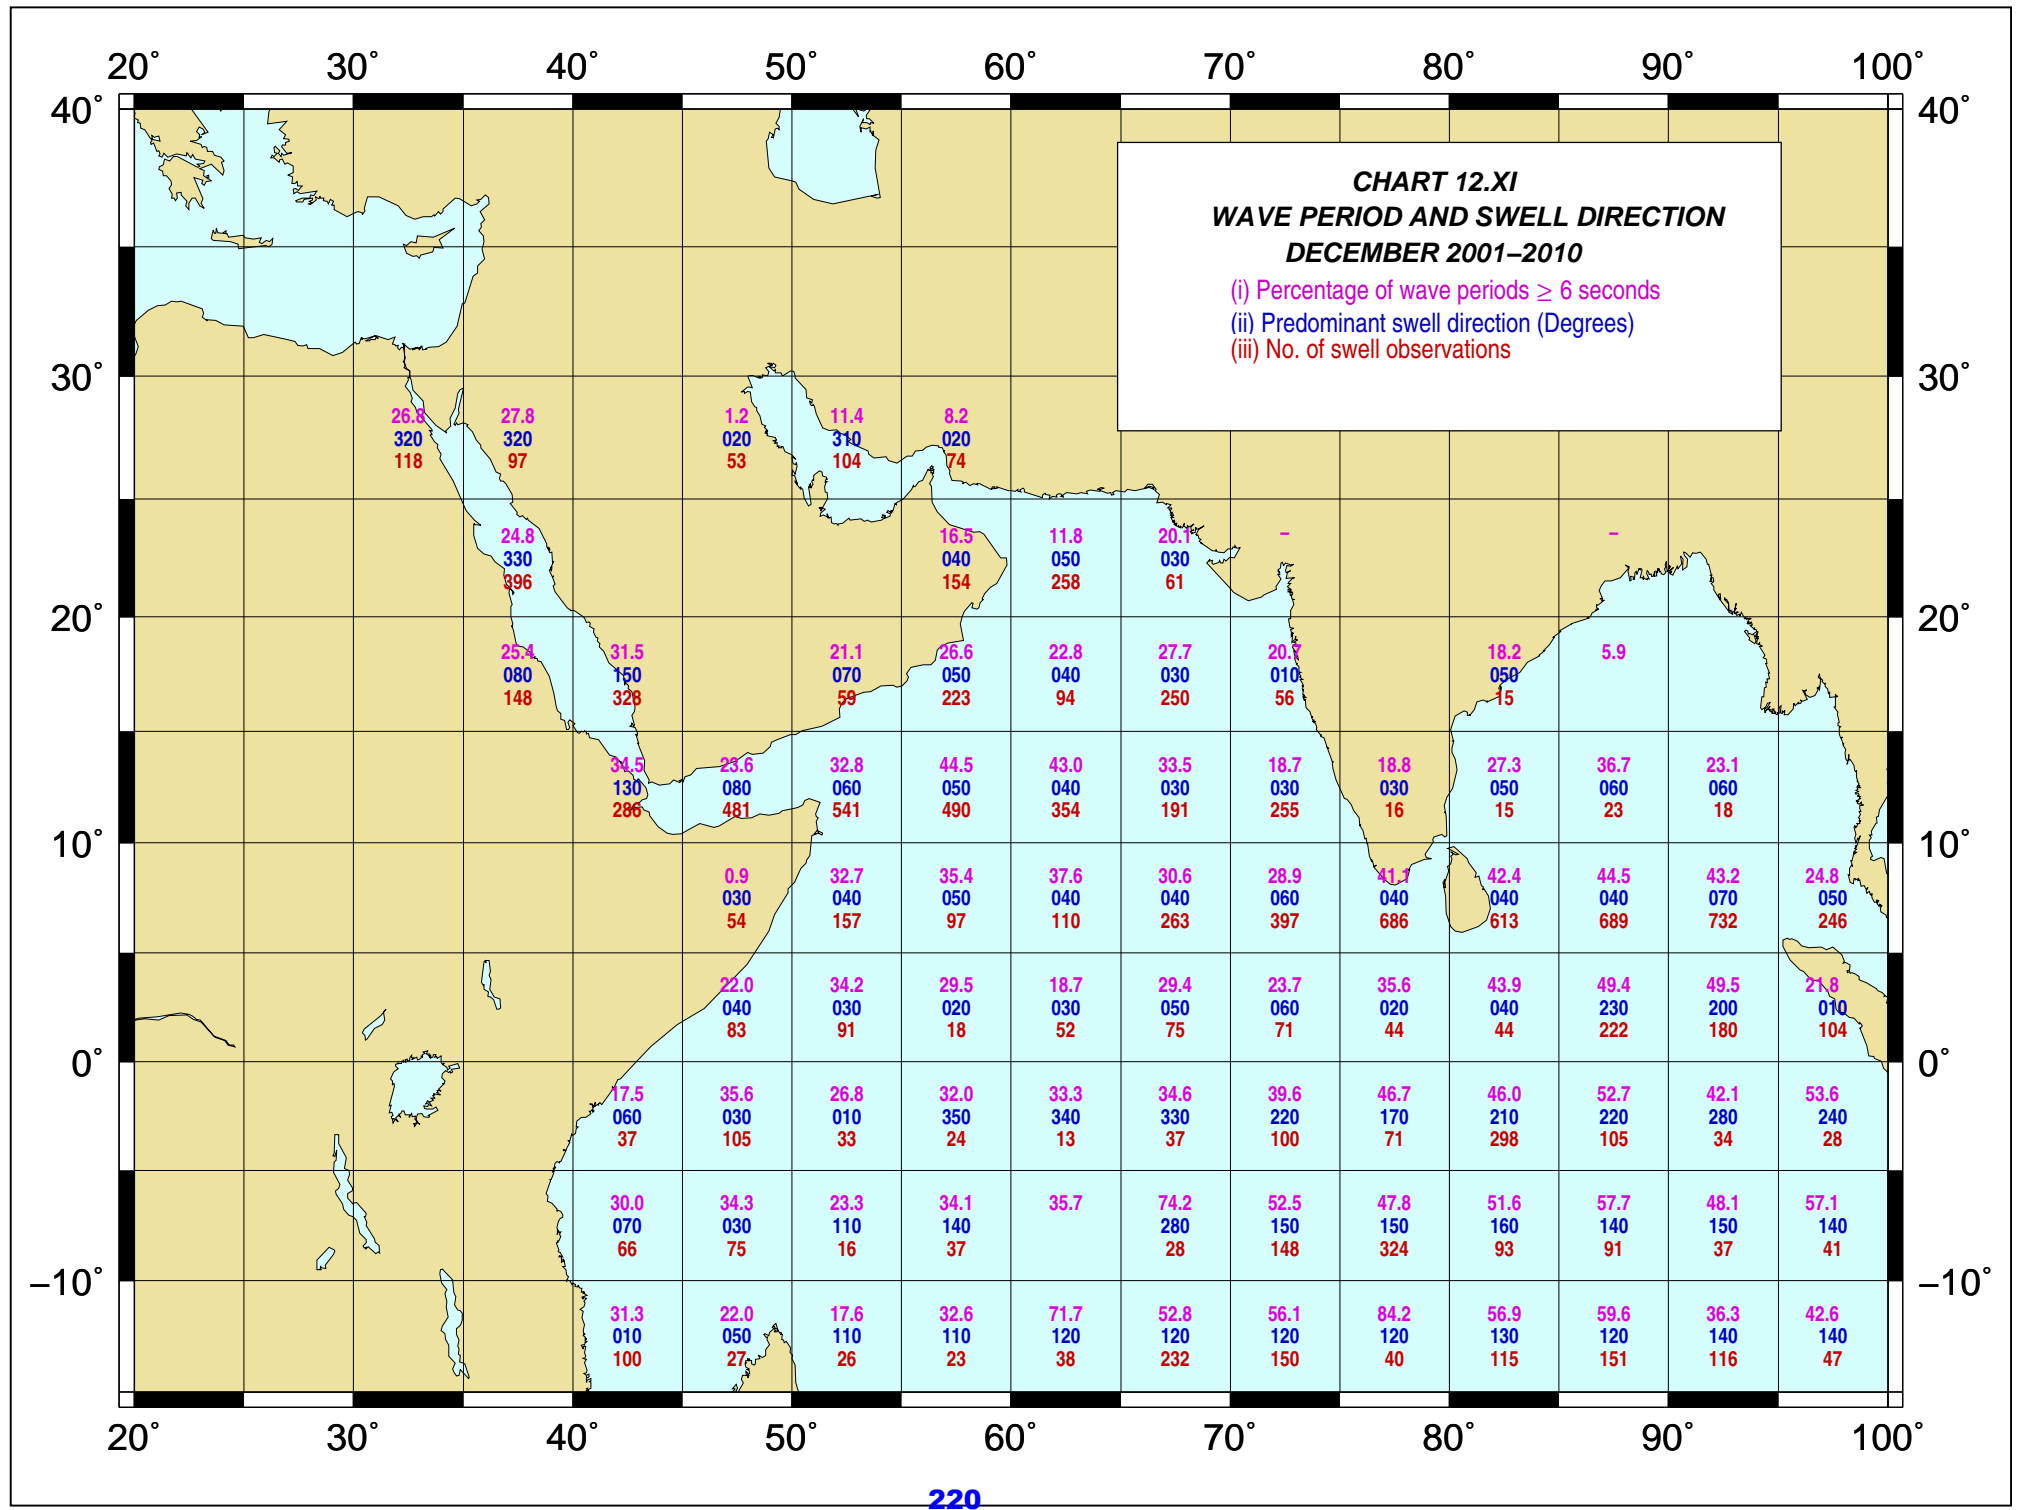 20° 30° 40° 50° 60° 70° 80° 90° 100°
40° 40°
CHART 12.XI
WAVE PERIOD AND SWELL DIRECTION
DECEMBER 2001–2010
(i) Percentage of wave periods ≥ 6 seconds
(ii) Predominant swell direction (Degrees)
(iii) No. of swell observations
30° 30°
26.8 27.8 1.2 11.4 8.2
320 320 020 310 020
118 97 53 104 74
24.8 16.5 11.8 20.1 – –
330 040 050 030
396 154 258 61
20° 20°
25.4 31.5 21.1 26.6 22.8 27.7 20.7 18.2 5.9
080 150 070 050 040 030 010 050
148 328 59 223 94 250 56 15
34.5 23.6 32.8 44.5 43.0 33.5 18.7 18.8 27.3 36.7 23.1
130 080 060 050 040 030 030 030 050 060 060
286 481 541 490 354 191 255 16 15 23 18
10° 10°
0.9 32.7 35.4 37.6 30.6 28.9 41.1 42.4 44.5 43.2 24.8
030 040 050 040 040 060 040 040 040 070 050
54 157 97 110 263 397 686 613 689 732 246
22.0 34.2 29.5 18.7 29.4 23.7 35.6 43.9 49.4 49.5 21.8
040 030 020 030 050 060 020 040 230 200 010
83 91 18 52 75 71 44 44 222 180 104
0° 0°
17.5 35.6 26.8 32.0 33.3 34.6 39.6 46.7 46.0 52.7 42.1 53.6
060 030 010 350 340 330 220 170 210 220 280 240
37 105 33 24 13 37 100 71 298 105 34 28
30.0 34.3 23.3 34.1 35.7 74.2 52.5 47.8 51.6 57.7 48.1 57.1
070 030 110 140 280 150 150 160 140 150 140
66 75 16 37 28 148 324 93 91 37 41
–10° –10°
31.3 22.0 17.6 32.6 71.7 52.8 56.1 84.2 56.9 59.6 36.3 42.6
010 050 110 110 120 120 120 120 130 120 140 140
100 27 26 23 38 232 150 40 115 151 116 47
20° 30° 40° 50° 60° 70° 80° 90° 100°
220